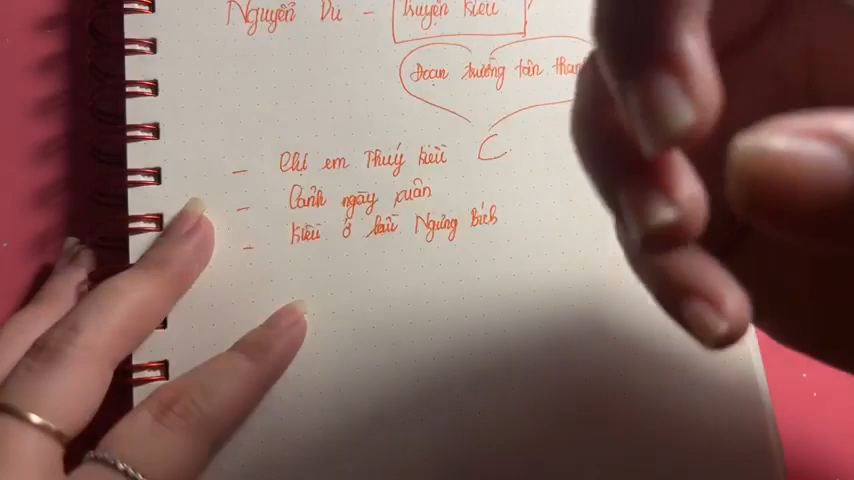 Nguyễn Du - Truyện Kiều
Đoạn trường tân thanh
- Chị em Thuý Kiều
- Cảnh ngày xuân
- Kiều ở lầu Ngưng Bích